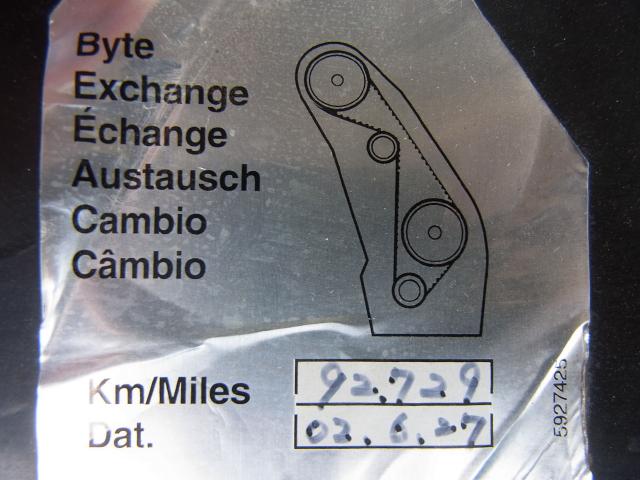 Byte
Exchange
Échange
Austausch
Cambio
Câmbio
Km/Miles 92.729
Dat. 02.6.27
5927425